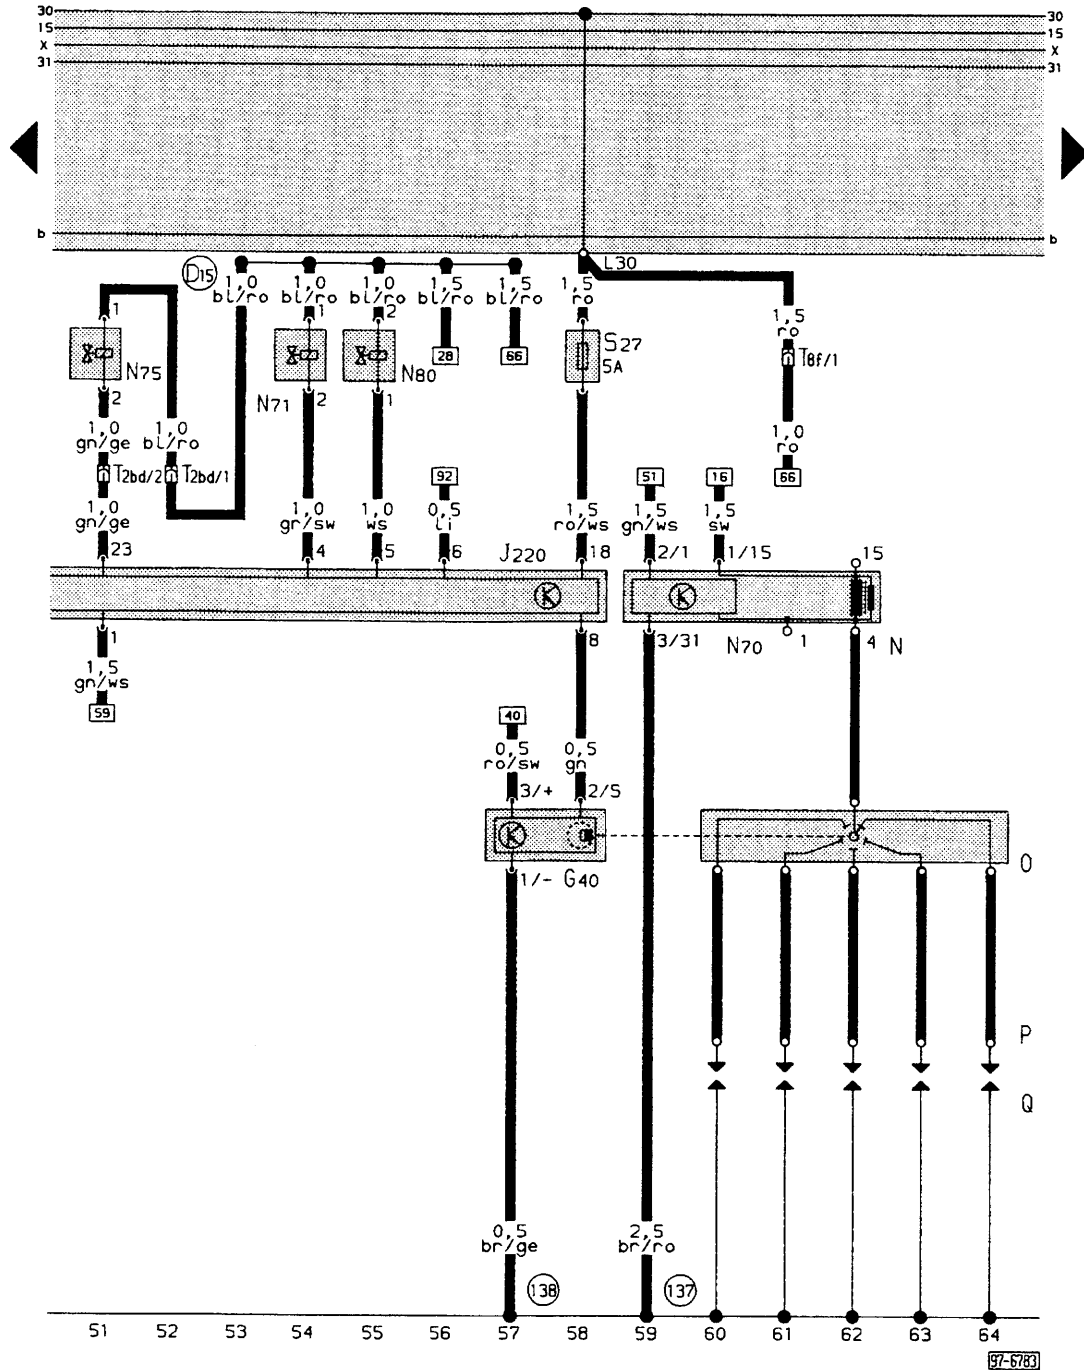 30 30
15 15
X X
31 31
b b
D15
L30
1,0 bl/ro
1,0 bl/ro
1,0 bl/ro
1,5 bl/ro
1,5 bl/ro
1,5 ro
1,5 ro
1 1 2
N75
N71
N80
28
66
S27
5A
T8f/1
2 2 1
1,0 gn/ge
1,0 bl/ro
1,0 ro
T2bd/2
T2bd/1
92
51
16
66
1,0 gn/ge
1,0 gr/sw
1,0 ws
0,5 li
1,5 ro/ws
1,5 gn/ws
1,5 sw
23 4 5 6 J220 18 2/1 1/15 15
1 8 3/31 N70 1 4 N
1,5 gn/ws
59
40
0,5 ro/sw
0,5 gn
3/+ 2/S
1/- G40
O
P
Q
0,5 br/ge
2,5 br/ro
138
137
51 52 53 54 55 56 57 58 59 60 61 62 63 64
97-6783